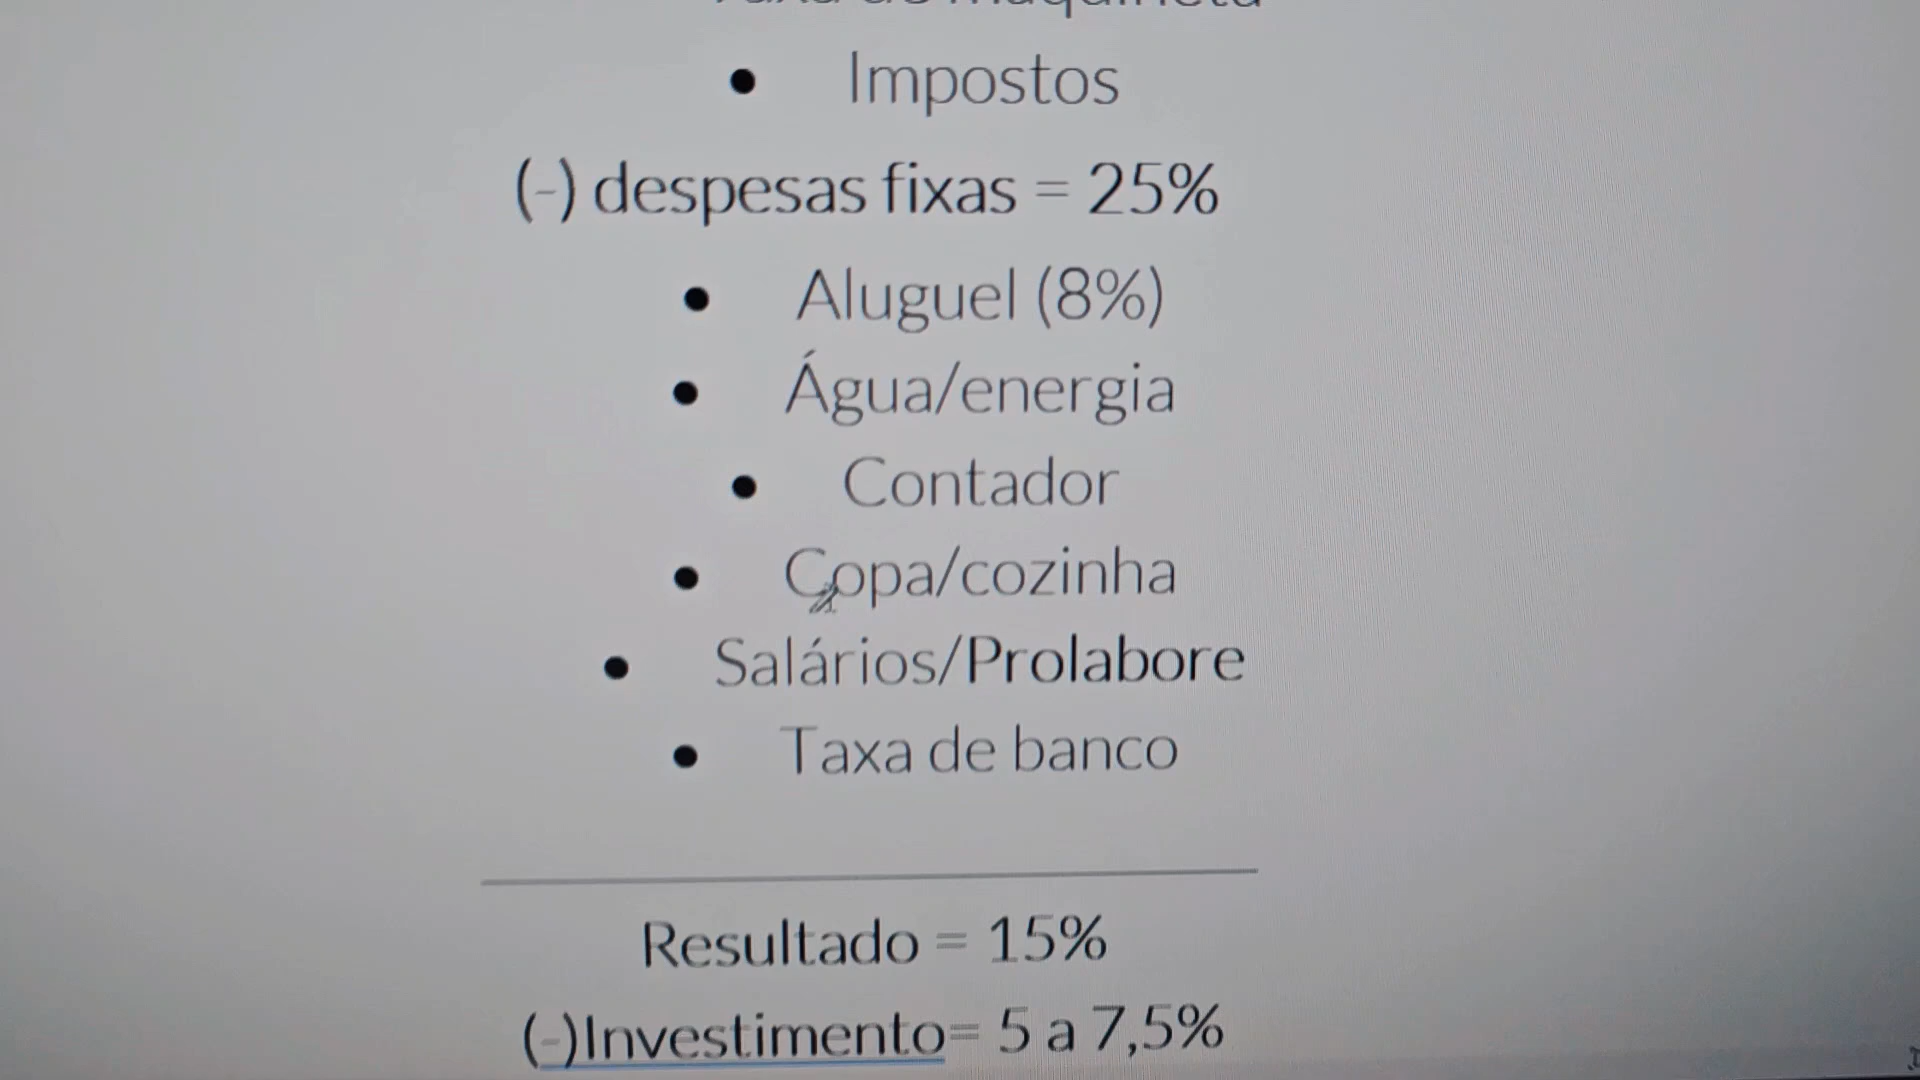 • Impostos
(-) despesas fixas = 25%
• Aluguel (8%)
• Água/energia
• Contador
• Copa/cozinha
• Salários/Prolabore
• Taxa de banco
Resultado = 15%
(-)Investimento= 5 a 7,5%